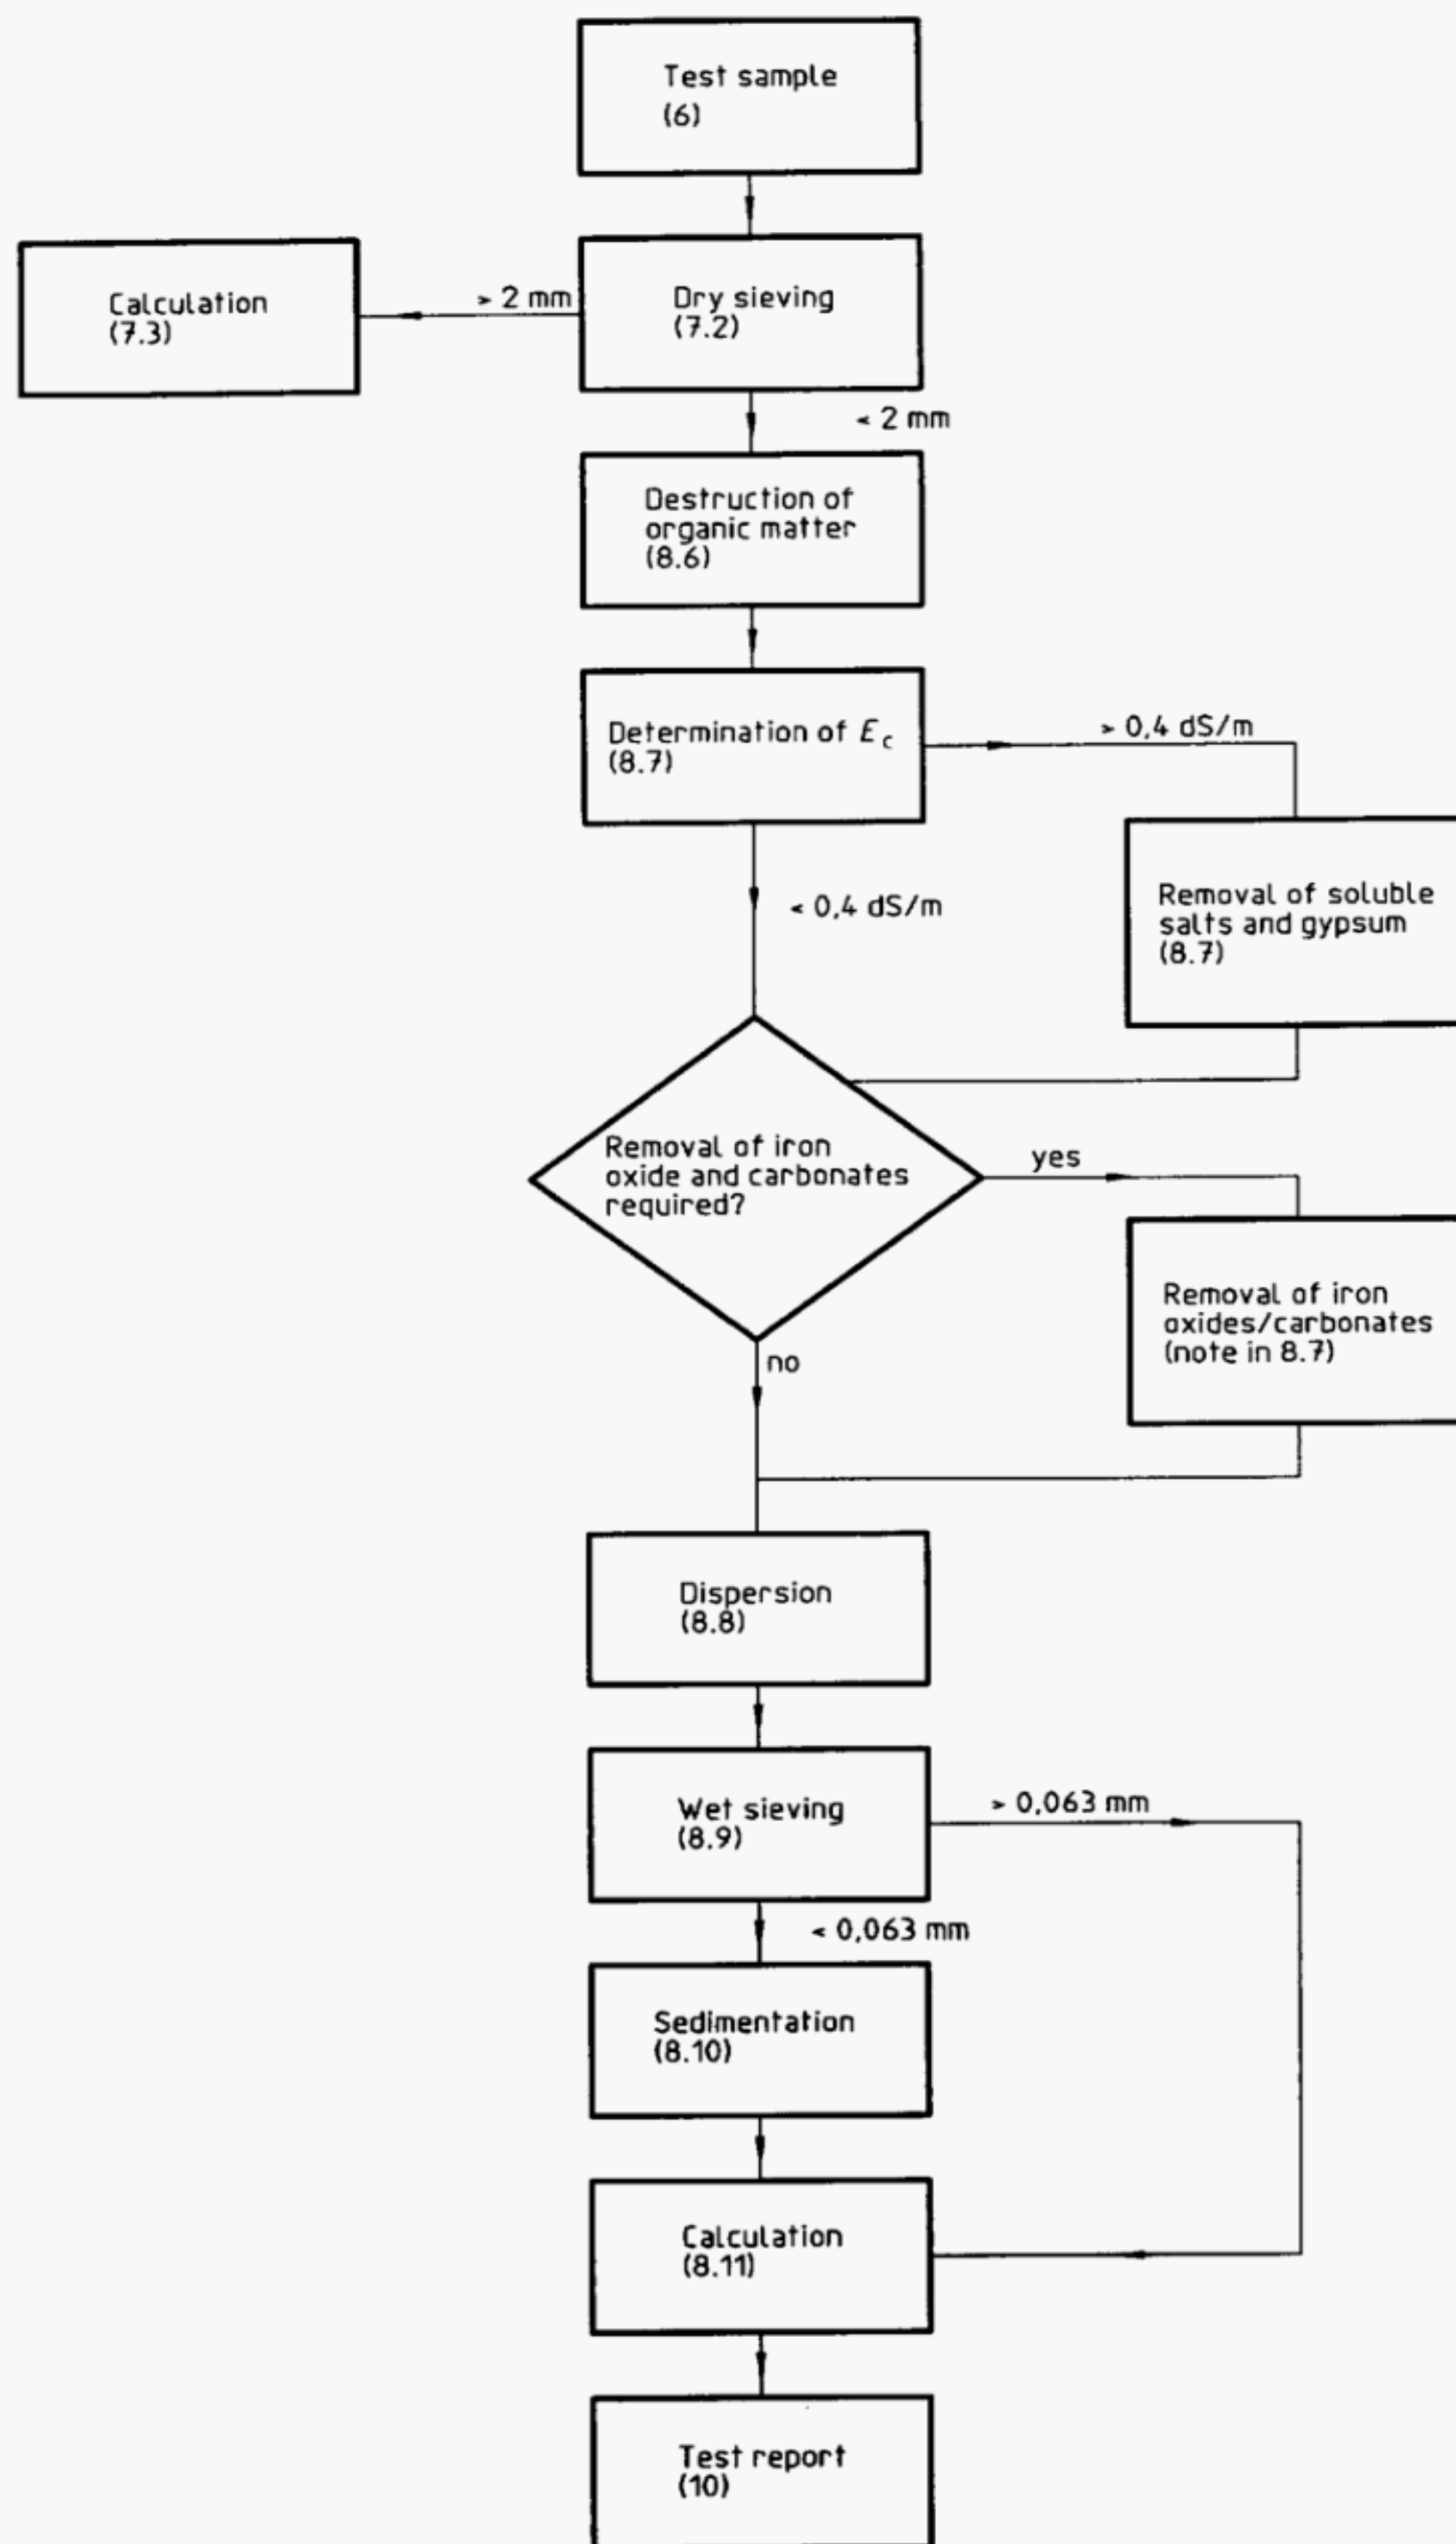 Test sample
(6)
Calculation
(7.3)
> 2 mm
Dry sieving
(7.2)
< 2 mm
Destruction of
organic matter
(8.6)
Determination of E c
(8.7)
> 0,4 dS/m
< 0,4 dS/m
Removal of soluble
salts and gypsum
(8.7)
Removal of iron
oxide and carbonates
required?
yes
Removal of iron
oxides/carbonates
(note in 8.7)
no
Dispersion
(8.8)
Wet sieving
(8.9)
> 0,063 mm
< 0,063 mm
Sedimentation
(8.10)
Calculation
(8.11)
Test report
(10)